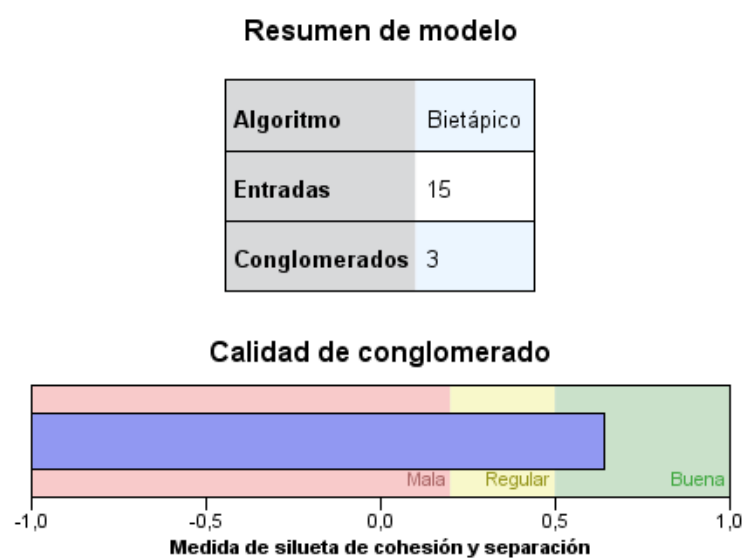 Resumen de modelo
Algoritmo Bietápico
Entradas 15
Conglomerados 3
Calidad de conglomerado
Mala Regular Buena
-1,0 -0,5 0,0 0,5 1,0
Medida de silueta de cohesión y separación